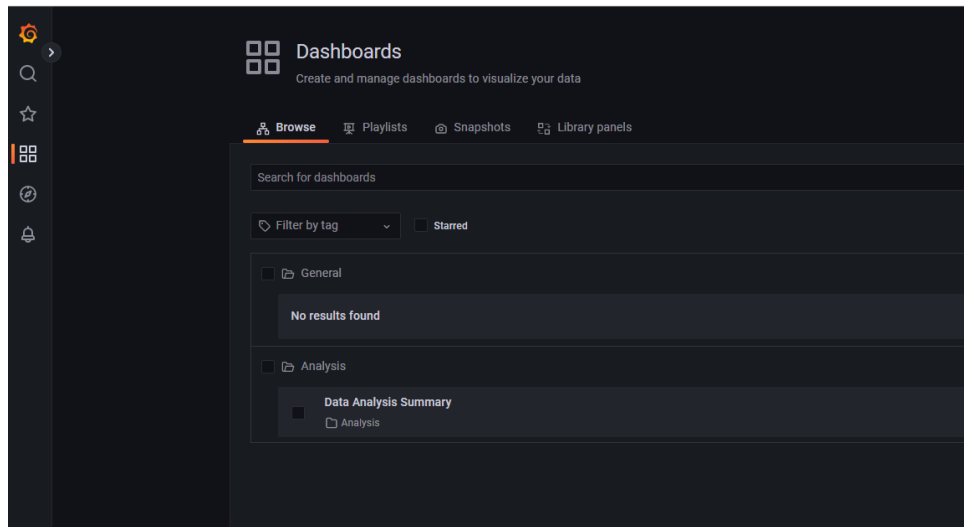 Dashboards
Create and manage dashboards to visualize your data
Browse Playlists Snapshots Library panels
Search for dashboards
Filter by tag Starred
General
No results found
Analysis
Data Analysis Summary
Analysis